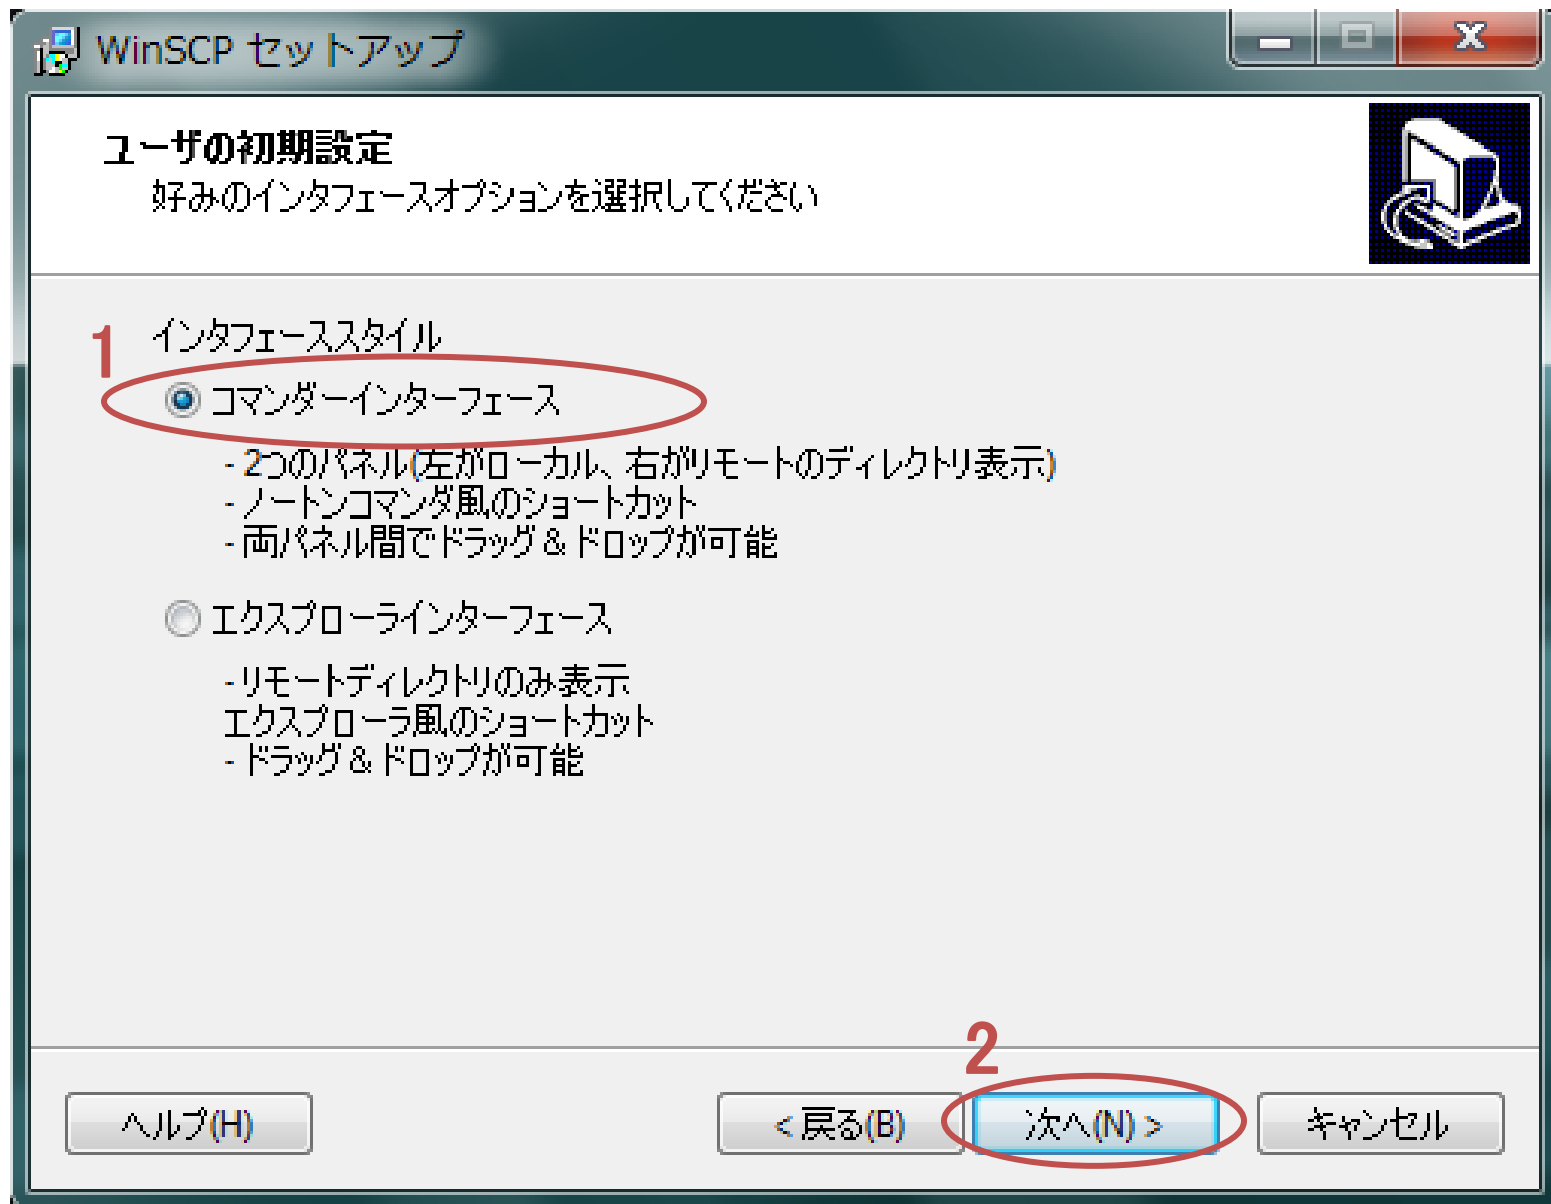 WinSCP セットアップ
ユーザの初期設定
好みのインタフェースオプションを選択してください
1
インタフェーススタイル
コマンダーインターフェース
- 2つのパネル(左がローカル、右がリモートのディレクトリ表示)
- ノートンコマンダ風のショートカット
- 両パネル間でドラッグ & ドロップが可能
エクスプローラインターフェース
- リモートディレクトリのみ表示
エクスプローラ風のショートカット
- ドラッグ & ドロップが可能
2
ヘルプ(H)
< 戻る(B)
次へ(N) >
キャンセル